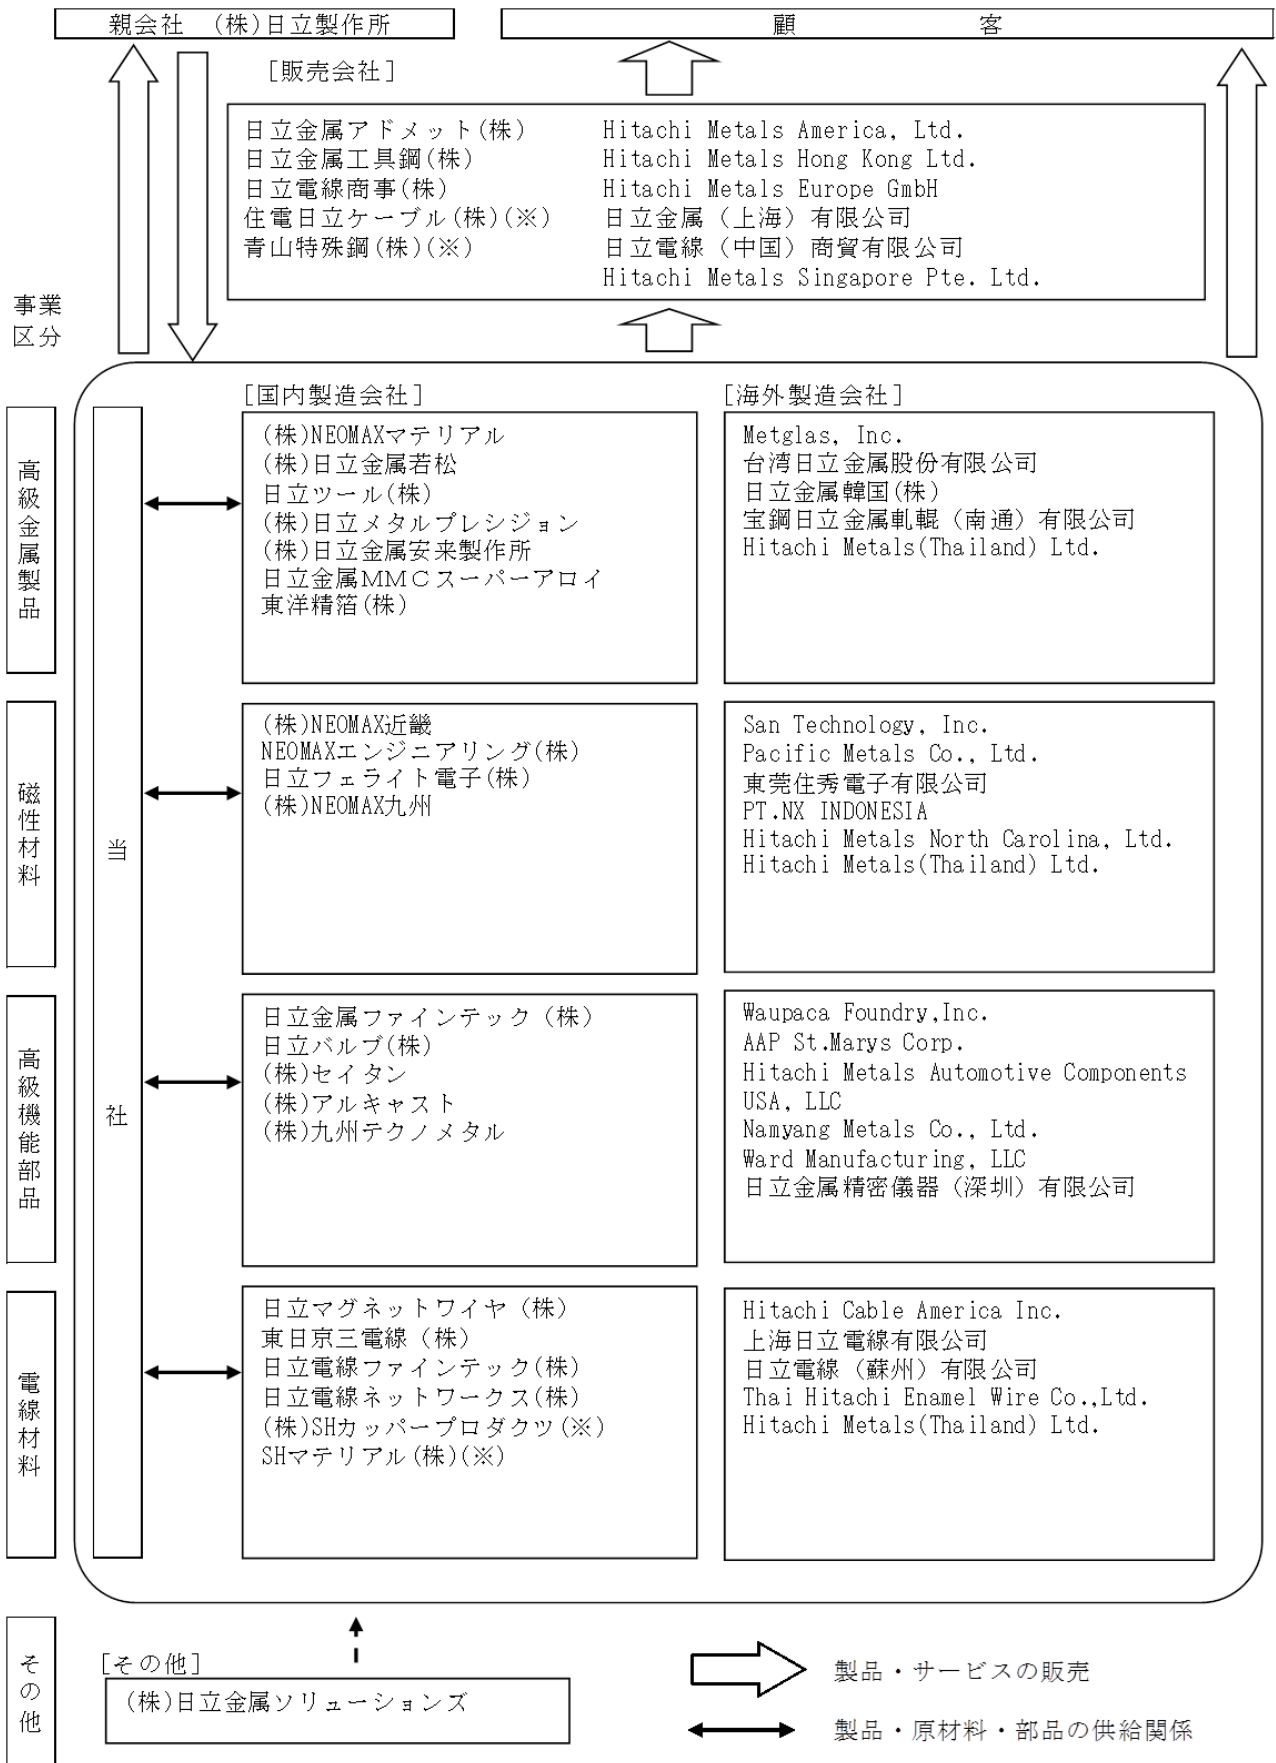 親会社 (株)日立製作所
顧 客
[販売会社]
日立金属アドメット(株)
日立金属工具鋼(株)
日立電線商事(株)
住電日立ケーブル(株)(※)
青山特殊鋼(株)(※)
Hitachi Metals America, Ltd.
Hitachi Metals Hong Kong Ltd.
Hitachi Metals Europe GmbH
日立金属（上海）有限公司
日立電線（中国）商貿有限公司
Hitachi Metals Singapore Pte. Ltd.
事業
区分
当 社
[国内製造会社]
[海外製造会社]
高級金属製品
(株)NEOMAXマテリアル
(株)日立金属若松
日立ツール(株)
(株)日立メタルプレシジョン
(株)日立金属安来製作所
日立金属MMCスーパーアロイ
東洋精箔(株)
Metglas, Inc.
台湾日立金属股份有限公司
日立金属韓国(株)
宝鋼日立金属軋輥（南通）有限公司
Hitachi Metals(Thailand) Ltd.
磁性材料
(株)NEOMAX近畿
NEOMAXエンジニアリング(株)
日立フェライト電子(株)
(株)NEOMAX九州
San Technology, Inc.
Pacific Metals Co., Ltd.
東莞住秀電子有限公司
PT.NX INDONESIA
Hitachi Metals North Carolina, Ltd.
Hitachi Metals(Thailand) Ltd.
高級機能部品
日立金属ファインテック（株）
日立バルブ(株)
(株)セイタン
(株)アルキャスト
(株)九州テクノメタル
Waupaca Foundry,Inc.
AAP St.Marys Corp.
Hitachi Metals Automotive Components
USA, LLC
Namyang Metals Co., Ltd.
Ward Manufacturing, LLC
日立金属精密儀器（深圳）有限公司
電線材料
日立マグネットワイヤ（株）
東日京三電線（株）
日立電線ファインテック(株)
日立電線ネットワークス(株)
(株)SHカッパープロダクツ(※)
SHマテリアル(株)(※)
Hitachi Cable America Inc.
上海日立電線有限公司
日立電線（蘇州）有限公司
Thai Hitachi Enamel Wire Co.,Ltd.
Hitachi Metals(Thailand) Ltd.
その他
[その他]
(株)日立金属ソリューションズ
製品・サービスの販売
製品・原材料・部品の供給関係